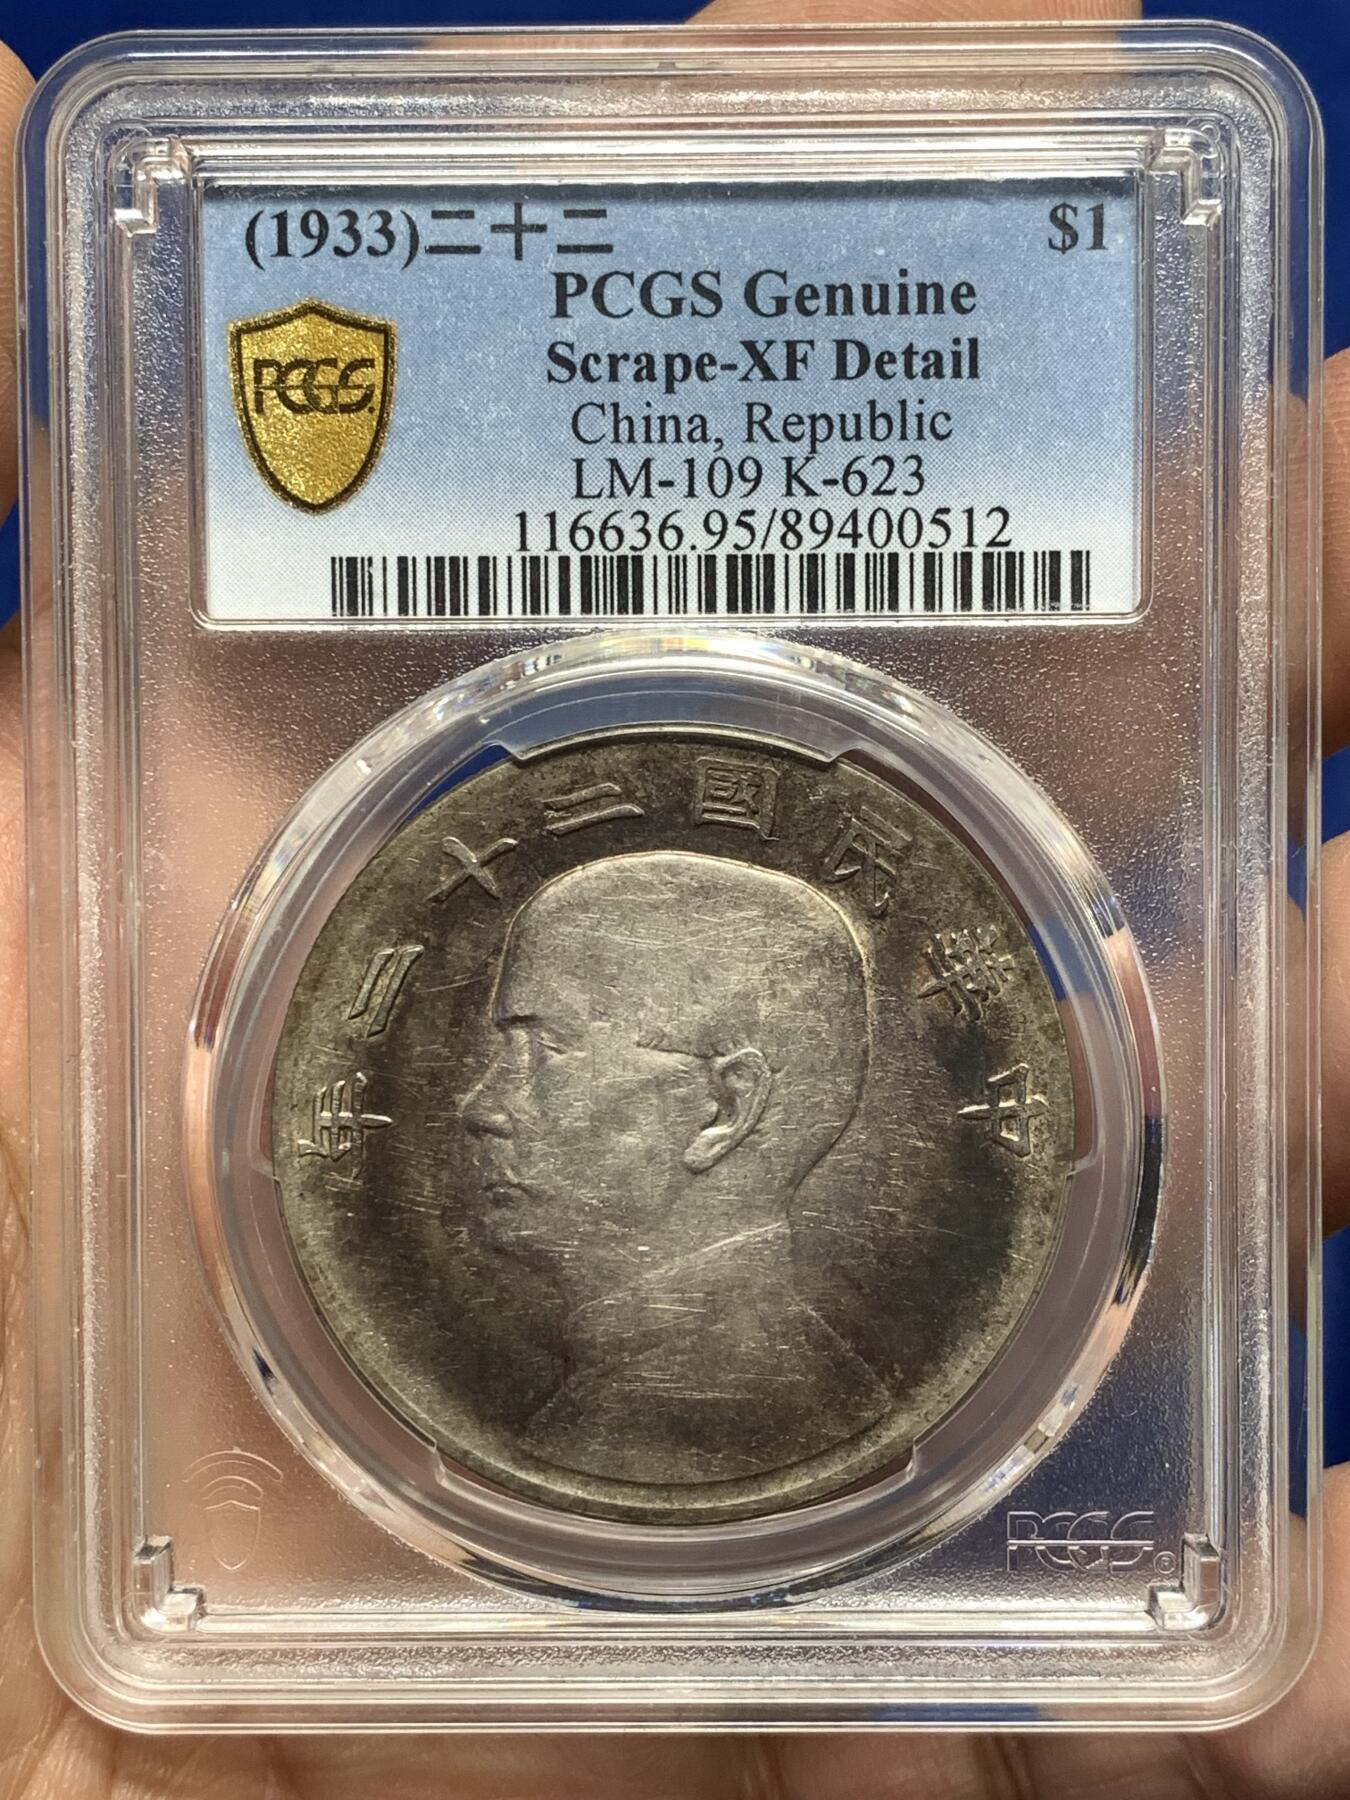 (1933)二十二 $1
PCGS Genuine
Scrape-XF Detail
PCGS
China, Republic
LM-109 K-623
116636.95/89400512
年二十二國民華中
PCGS®